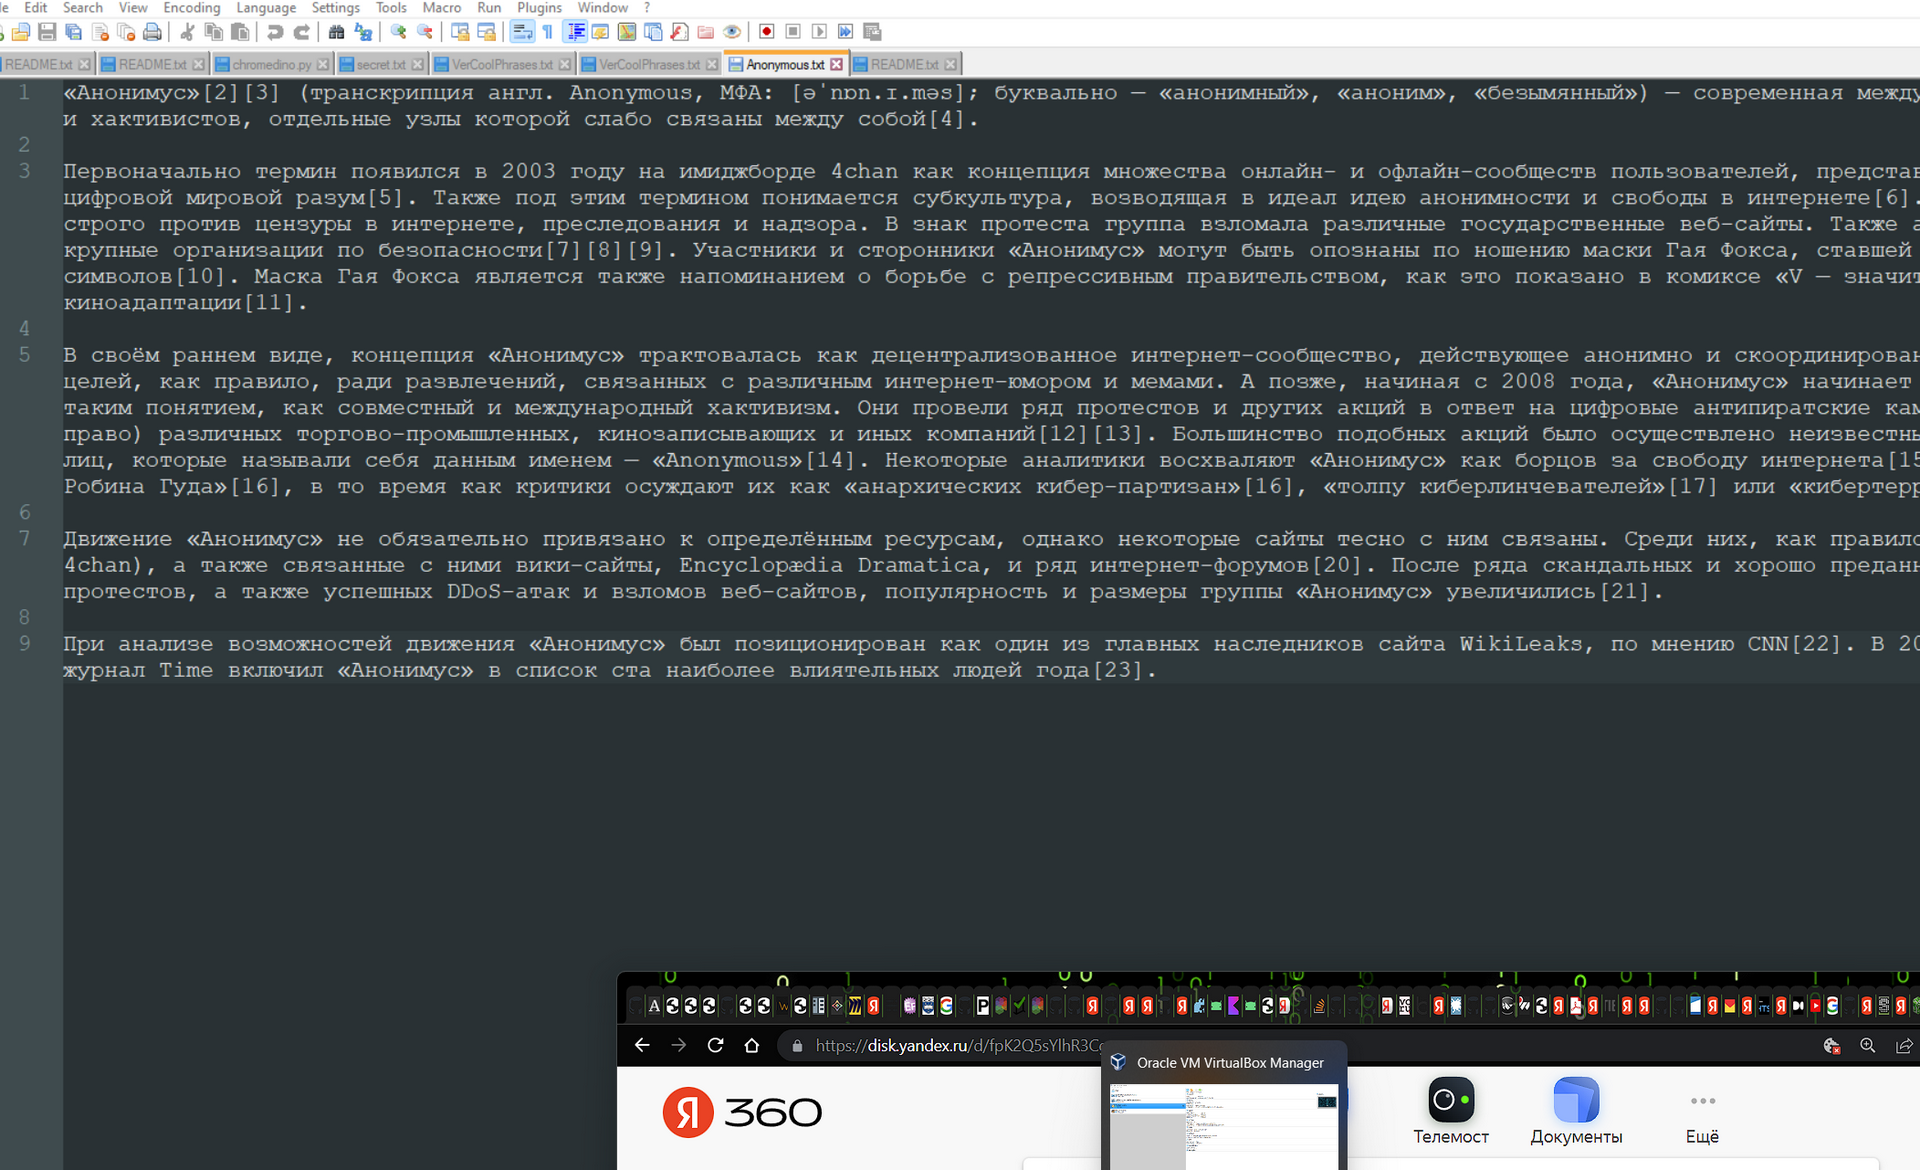 Edit Search View Encoding Language Settings Tools Macro Run Plugins Window ?
README.txt README.txt chromedino.py secret.txt VerCoolPhrases.txt VerCoolPhrases.txt Anonymous.txt README.txt
1 «Анонимус»[2][3] (транскрипция англ. Anonymous, МФА: [əˈnɒn.ɪ.məs]; буквально — «анонимный», «аноним», «безымянный») — современная
и хактивистов, отдельные узлы которой слабо связаны между собой[4].
2
3 Первоначально термин появился в 2003 году на имиджборде 4chan как концепция множества онлайн- и офлайн-сообществ пользователей,
цифровой мировой разум[5]. Также под этим термином понимается субкультура, возводящая в идеал идею анонимности и свободы в интернете[6].
строго против цензуры в интернете, преследования и надзора. В знак протеста группа взломала различные государственные веб-сайты. Также
крупные организации по безопасности[7][8][9]. Участники и сторонники «Анонимус» могут быть опознаны по ношению маски Гая Фокса, ставшей
символов[10]. Маска Гая Фокса является также напоминанием о борьбе с репрессивным правительством, как это показано в комиксе «V —
киноадаптации[11].
4
5 В своём раннем виде, концепция «Анонимус» трактовалась как децентрализованное интернет-сообщество, действующее анонимно и
целей, как правило, ради развлечений, связанных с различным интернет-юмором и мемами. А позже, начиная с 2008 года, «Анонимус» начинает
таким понятием, как совместный и международный хактивизм. Они провели ряд протестов и других акций в ответ на цифровые антипиратские
право) различных торгово-промышленных, кинозаписывающих и иных компаний[12][13]. Большинство подобных акций было осуществлено
лиц, которые называли себя данным именем — «Anonymous»[14]. Некоторые аналитики восхваляют «Анонимус» как борцов за свободу интернета[15
Робина Гуда»[16], в то время как критики осуждают их как «анархических кибер-партизан»[16], «толпу киберлинчевателей»[17] или
6
7 Движение «Анонимус» не обязательно привязано к определённым ресурсам, однако некоторые сайты тесно с ним связаны. Среди них, как
4chan), а также связанные с ними вики-сайты, Encyclopædia Dramatica, и ряд интернет-форумов[20]. После ряда скандальных и хорошо
протестов, а также успешных DDoS-атак и взломов веб-сайтов, популярность и размеры группы «Анонимус» увеличились[21].
8
9 При анализе возможностей движения «Анонимус» был позиционирован как один из главных наследников сайта WikiLeaks, по мнению CNN[22]. В
журнал Time включил «Анонимус» в список ста наиболее влиятельных людей года[23].
https://disk.yandex.ru/d/fpK2Q5sYlhR3C
Oracle VM VirtualBox Manager
Я 360
Телемост Документы Ещё